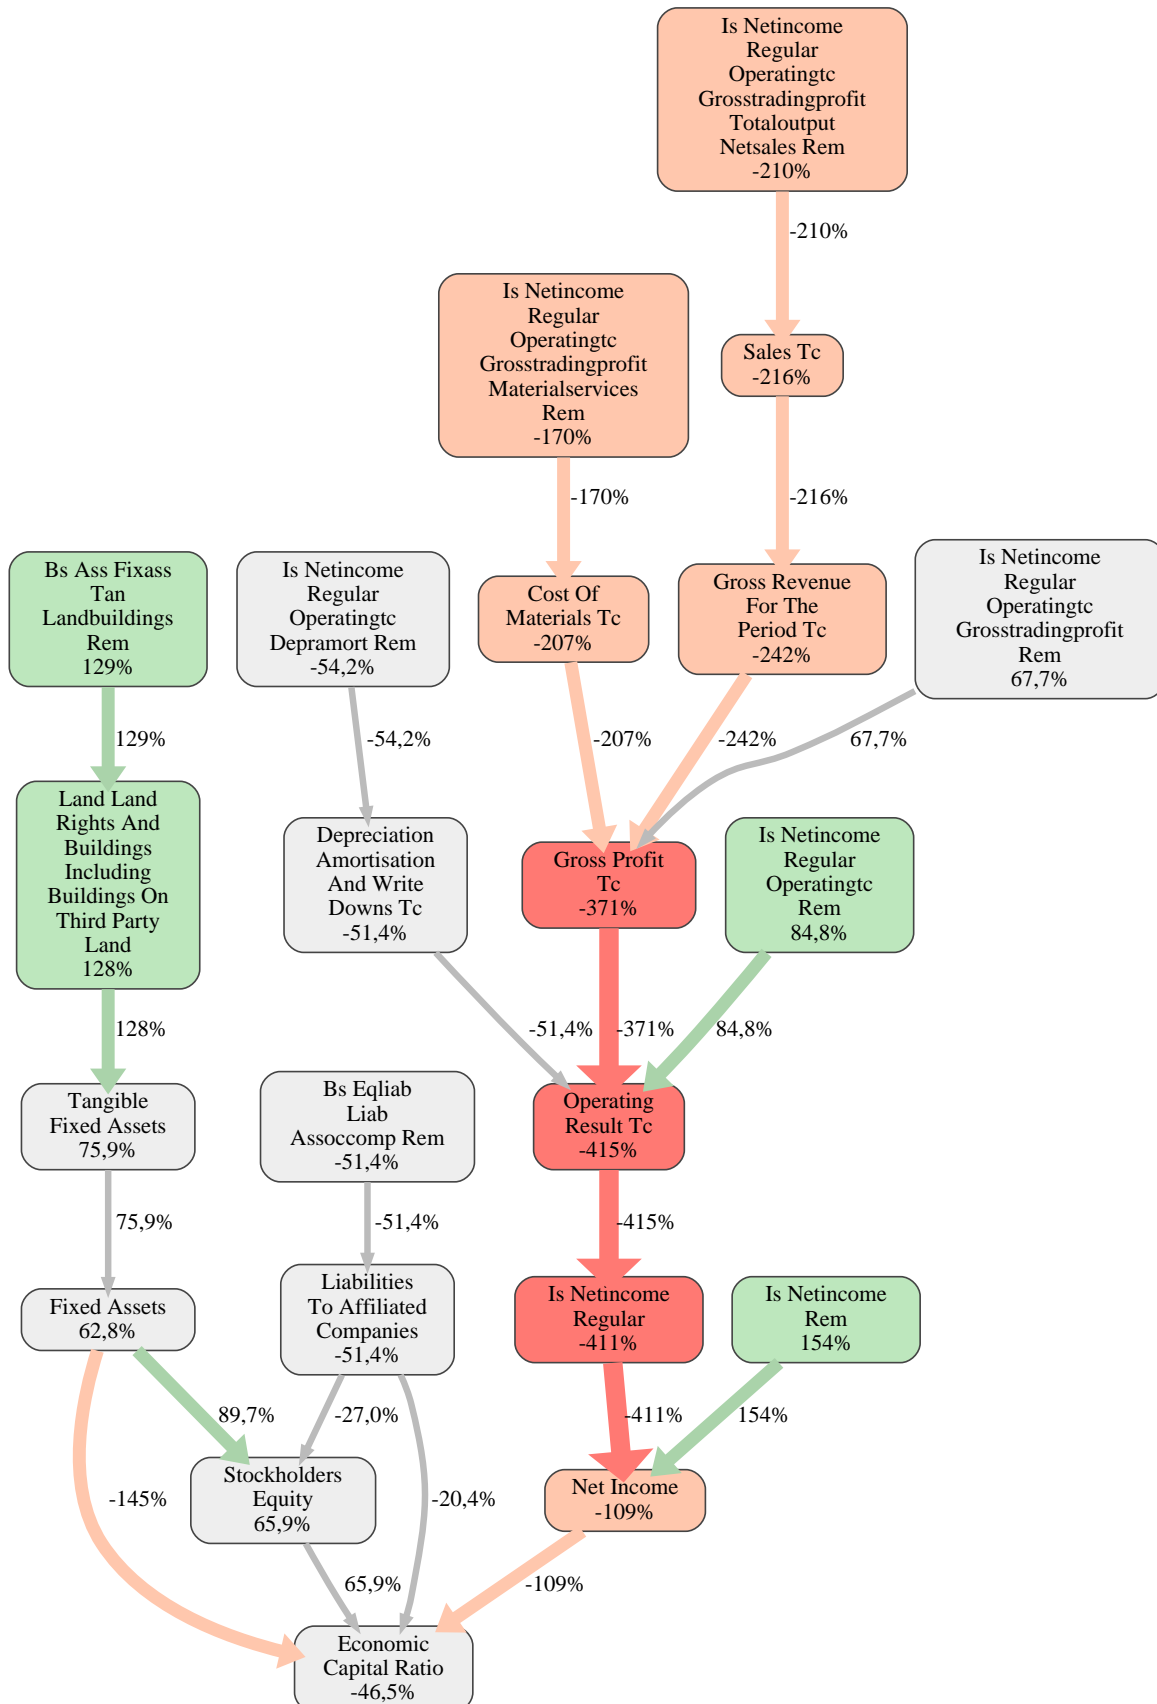 Is Netincome
Regular
Operatingtc
Grosstradingprofit
Totaloutput
Netsales Rem
-210%
-210%
Is Netincome
Regular
Operatingtc
Grosstradingprofit
Materialservices
Rem
-170%
Sales Tc
-216%
-170%
-216%
Bs Ass Fixass
Tan
Landbuildings
Rem
129%
Is Netincome
Regular
Operatingtc
Depramort Rem
-54,2%
Cost Of
Materials Tc
-207%
Gross Revenue
For The
Period Tc
-242%
Is Netincome
Regular
Operatingtc
Grosstradingprofit
Rem
67,7%
129%
-54,2%
-207%
-242%
67,7%
Land Land
Rights And
Buildings
Including
Buildings On
Third Party
Land
128%
Depreciation
Amortisation
And Write
Downs Tc
-51,4%
Gross Profit
Tc
-371%
Is Netincome
Regular
Operatingtc
Rem
84,8%
128%
-51,4%
-371%
84,8%
Tangible
Fixed Assets
75,9%
Bs Eqliab
Liab
Assoccomp Rem
-51,4%
Operating
Result Tc
-415%
75,9%
-51,4%
-415%
Fixed Assets
62,8%
Liabilities
To Affiliated
Companies
-51,4%
Is Netincome
Regular
-411%
Is Netincome
Rem
154%
89,7%
-27,0%
-411%
154%
-145%
Stockholders
Equity
65,9%
-20,4%
Net Income
-109%
65,9%
-109%
Economic
Capital Ratio
-46,5%